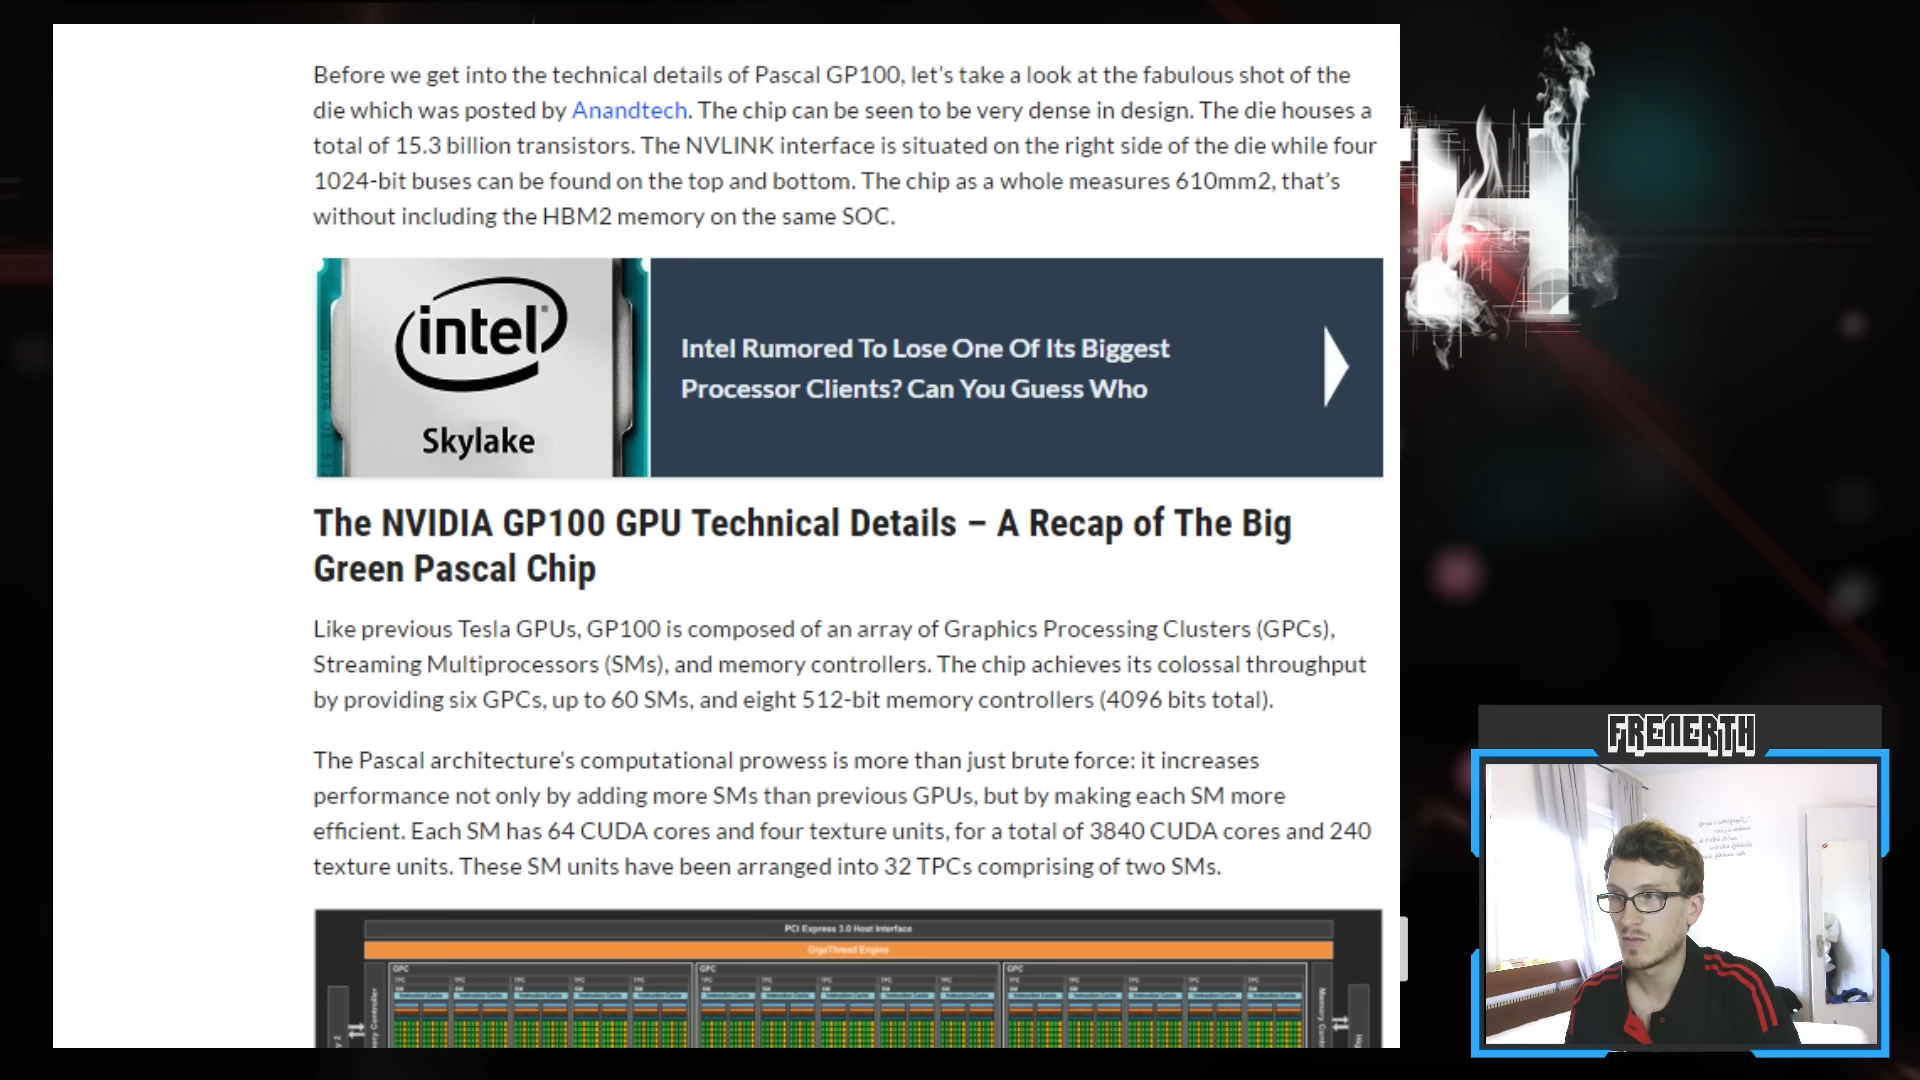 Before we get into the technical details of Pascal GP100, let's take a look at the fabulous shot of the
die which was posted by Anandtech. The chip can be seen to be very dense in design. The die houses a
total of 15.3 billion transistors. The NVLINK interface is situated on the right side of the die while four
1024-bit buses can be found on the top and bottom. The chip as a whole measures 610mm2, that's
without including the HBM2 memory on the same SOC.
intel
Skylake
Intel Rumored To Lose One Of Its Biggest
Processor Clients? Can You Guess Who
The NVIDIA GP100 GPU Technical Details – A Recap of The Big
Green Pascal Chip
Like previous Tesla GPUs, GP100 is composed of an array of Graphics Processing Clusters (GPCs),
Streaming Multiprocessors (SMs), and memory controllers. The chip achieves its colossal throughput
by providing six GPCs, up to 60 SMs, and eight 512-bit memory controllers (4096 bits total).
The Pascal architecture's computational prowess is more than just brute force: it increases
performance not only by adding more SMs than previous GPUs, but by making each SM more
efficient. Each SM has 64 CUDA cores and four texture units, for a total of 3840 CUDA cores and 240
texture units. These SM units have been arranged into 32 TPCs comprising of two SMs.
PCI Express 3.0 Host Interface
GigaThread Engine
GPC GPC GPC
H
FRENERTH